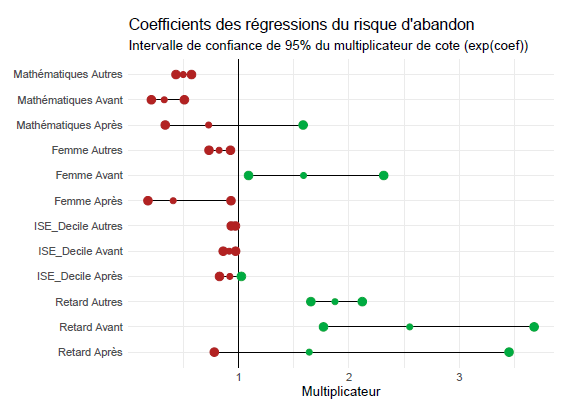 Coefficients des régressions du risque d'abandon
Intervalle de confiance de 95% du multiplicateur de cote (exp(coef))
Mathématiques Autres
Mathématiques Avant
Mathématiques Après
Femme Autres
Femme Avant
Femme Après
ISE_Decile Autres
ISE_Decile Avant
ISE_Decile Après
Retard Autres
Retard Avant
Retard Après
1 2 3
Multiplicateur